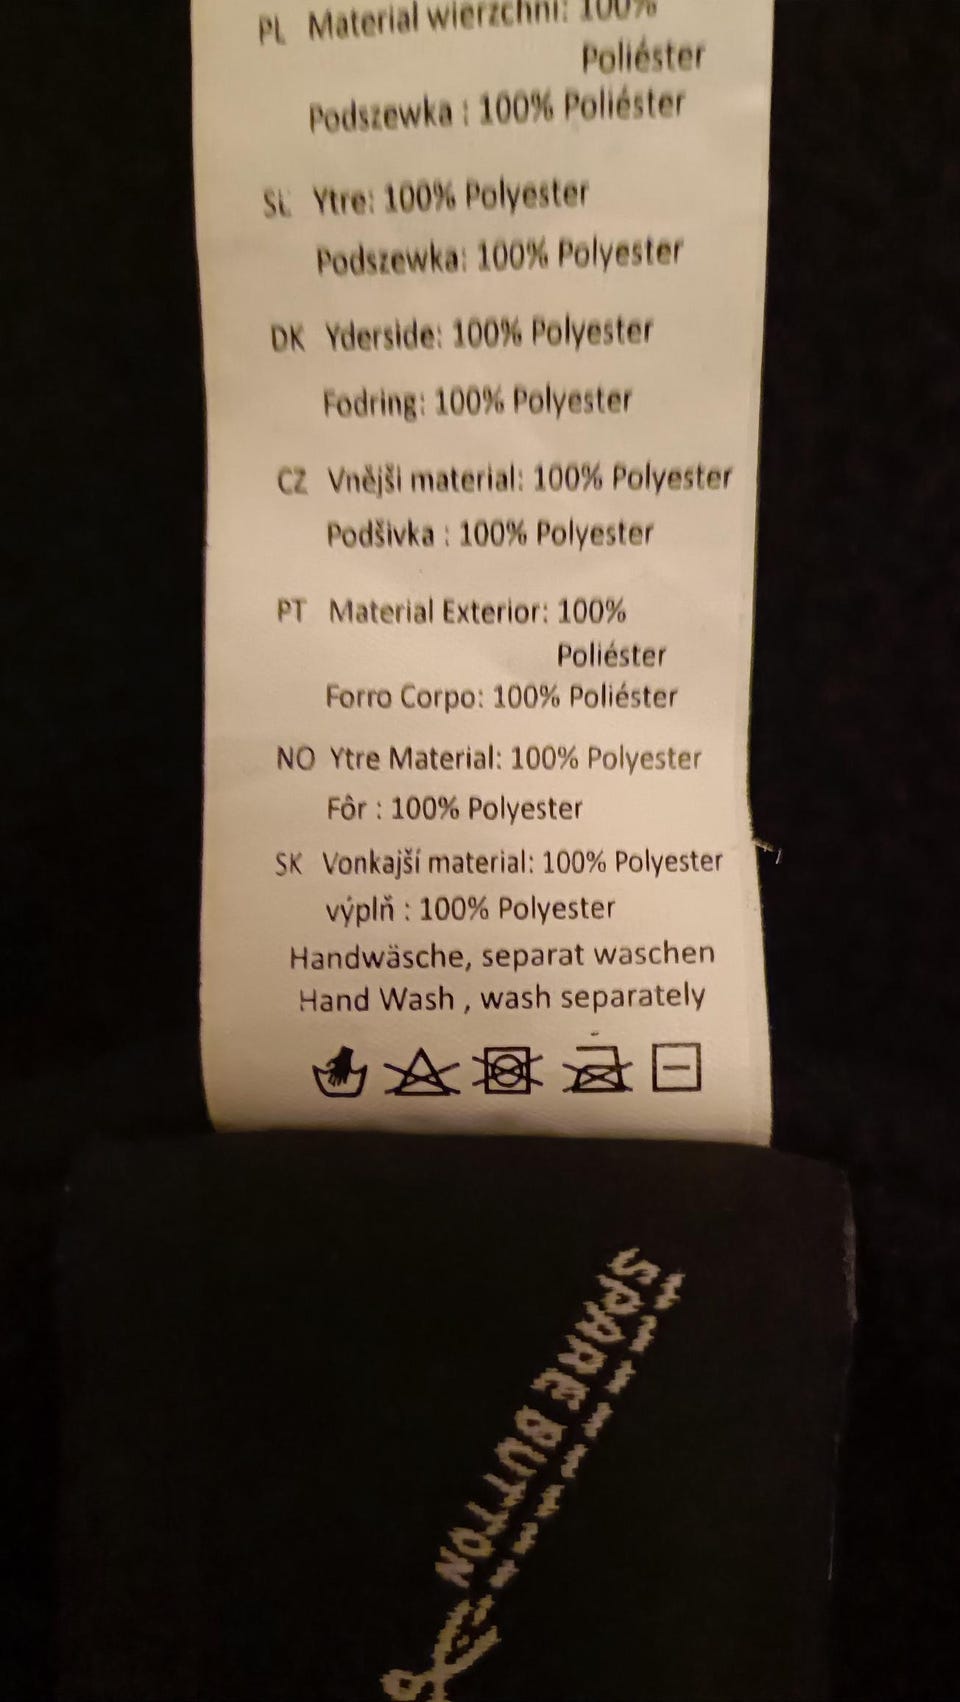 PL Material wierzchni: 100%
Poliéster
Podszewka : 100% Poliéster
SL Ytre: 100% Polyester
Podszewka: 100% Polyester
DK Yderside: 100% Polyester
Fodring: 100% Polyester
CZ Vnějši material: 100% Polyester
Podšivka : 100% Polyester
PT Material Exterior: 100%
Poliéster
Forro Corpo: 100% Poliéster
NO Ytre Material: 100% Polyester
Fôr : 100% Polyester
SK Vonkajší material: 100% Polyester
výplň : 100% Polyester
Handwäsche, separat waschen
Hand Wash , wash separately
SPARE BUTTON